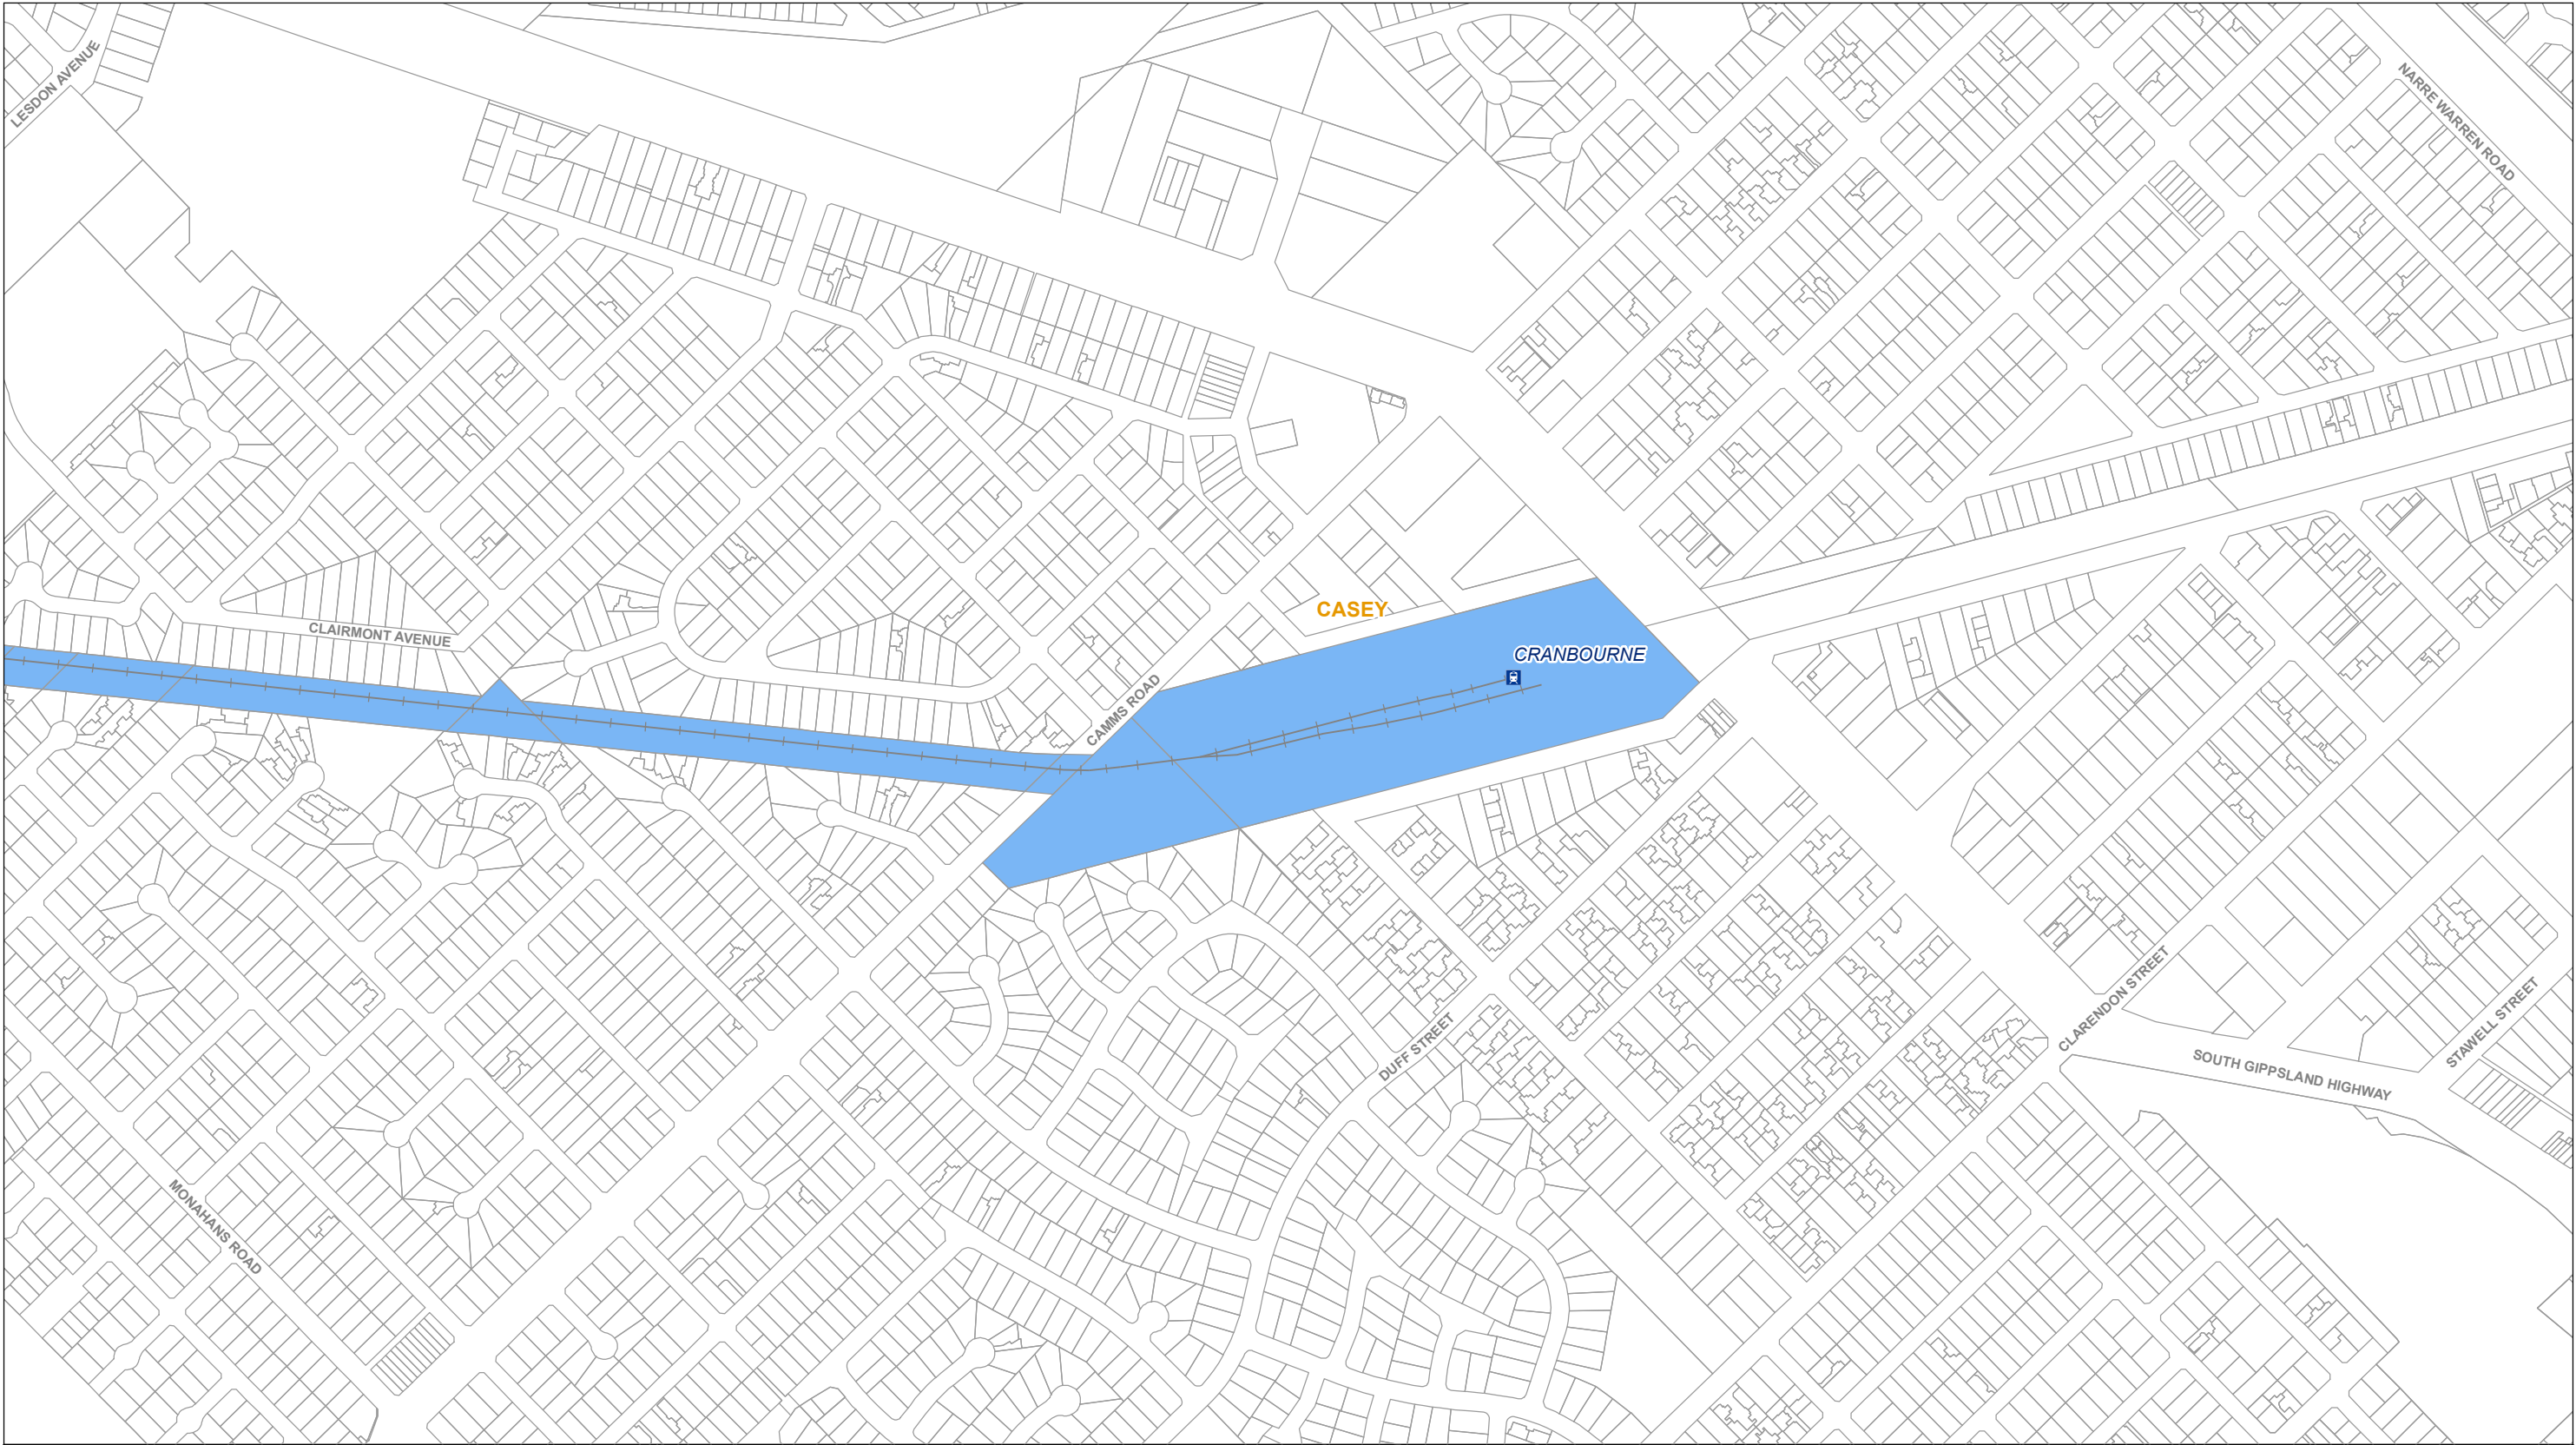 LESDON AVENUE
NARRE WARREN ROAD
CASEY
CLAIRMONT AVENUE
CRANBOURNE
CAMMS ROAD
CLARENDON STREET
DUFF STREET
STAWELL STREET
SOUTH GIPPSLAND HIGHWAY
MONAHANS ROAD